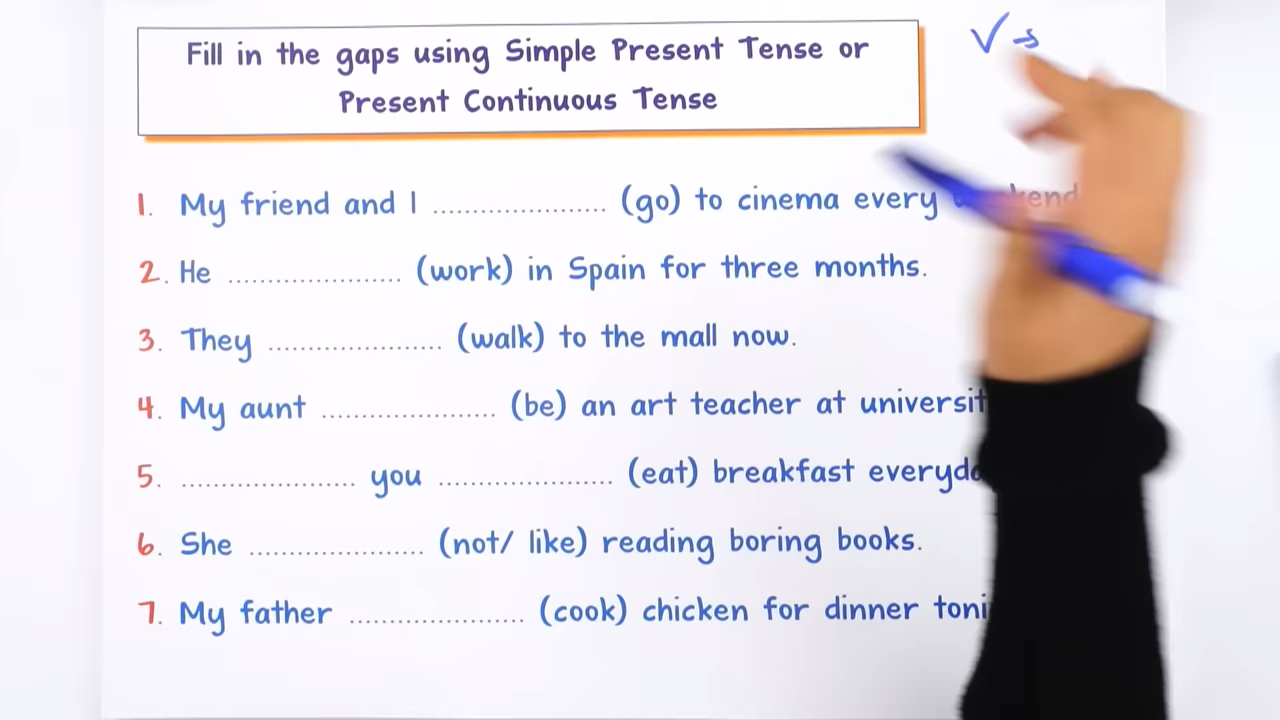 Fill in the gaps using Simple Present Tense or
Present Continuous Tense
V s
1. My friend and I .................... (go) to cinema every
2. He .................... (work) in Spain for three months.
3. They .................... (walk) to the mall now.
4. My aunt .................... (be) an art teacher at
5. .................... you .................... (eat) breakfast
6. She .................... (not/ like) reading boring books.
7. My father .................... (cook) chicken for dinner